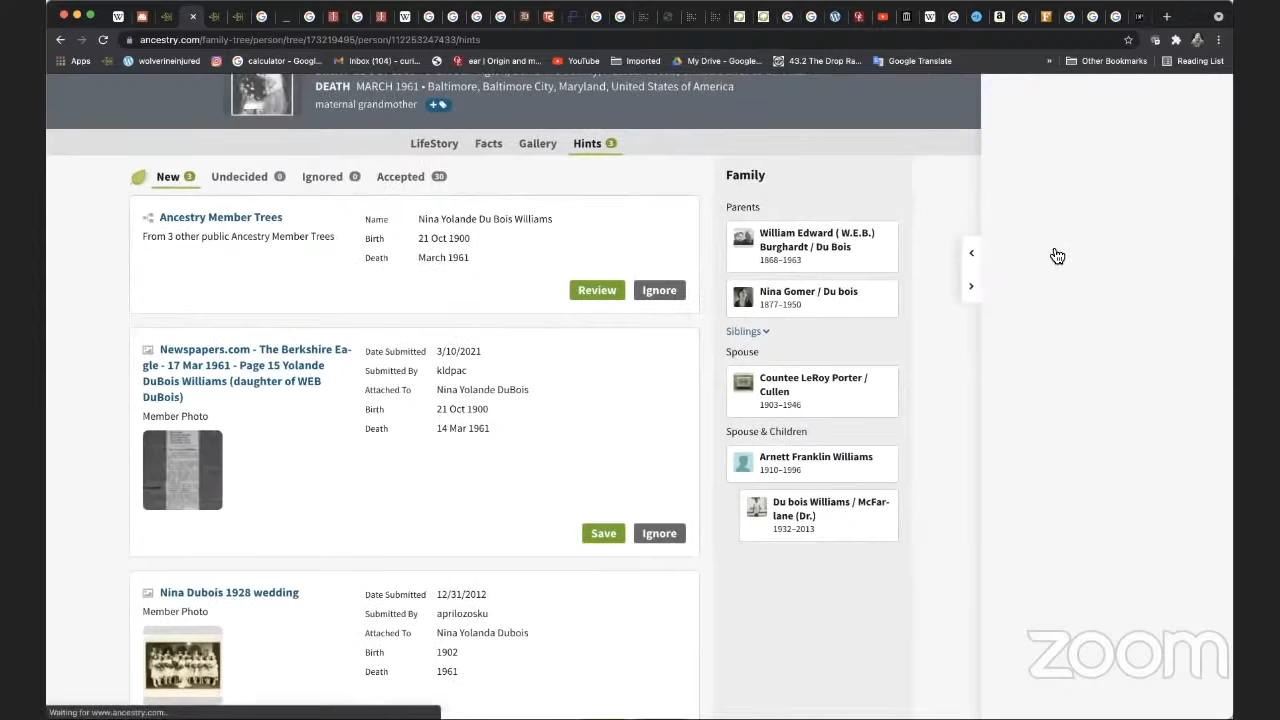 ancestry.com/family-tree/person/tree/173219495/person/112253247433/hints
Apps
wolverineinjured
calculator - Googl...
Inbox (104) - curi...
ear | Origin and m...
YouTube
Imported
My Drive - Google...
43.2 The Drop Ra...
Google Translate
»
Other Bookmarks
Reading List
DEATH MARCH 1961 • Baltimore, Baltimore City, Maryland, United States of America
maternal grandmother
LifeStory
Facts
Gallery
Hints 3
New 3
Undecided 0
Ignored 0
Accepted 30
Ancestry Member Trees
From 3 other public Ancestry Member Trees
Name Nina Yolande Du Bois Williams
Birth 21 Oct 1900
Death March 1961
Review
Ignore
Newspapers.com - The Berkshire Ea-
gle - 17 Mar 1961 - Page 15 Yolande
DuBois Williams (daughter of WEB
DuBois)
Member Photo
Date Submitted 3/10/2021
Submitted By kldpac
Attached To Nina Yolande DuBois
Birth 21 Oct 1900
Death 14 Mar 1961
Save
Ignore
Nina Dubois 1928 wedding
Member Photo
Date Submitted 12/31/2012
Submitted By aprilozosku
Attached To Nina Yolanda Dubois
Birth 1902
Death 1961
Family
Parents
William Edward ( W.E.B.)
Burghardt / Du Bois
1868–1963
Nina Gomer / Du bois
1877–1950
Siblings
Spouse
Countee LeRoy Porter /
Cullen
1903–1946
Spouse & Children
Arnett Franklin Williams
1910–1996
Du bois Williams / McFar-
lane (Dr.)
1932–2013
Waiting for www.ancestry.com...
zoom